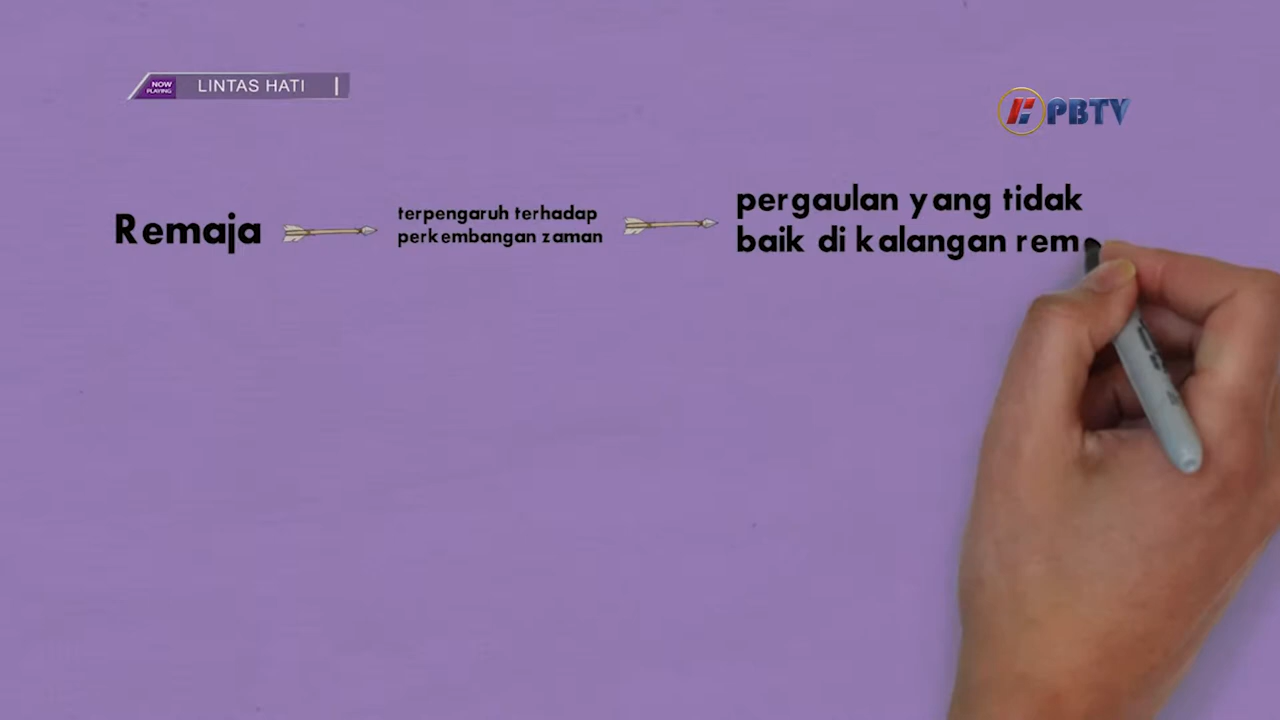 NOW
PLAYING
LINTAS HATI
PBTV
Remaja
terpengaruh terhadap
perkembangan zaman
pergaulan yang tidak
baik di kalangan rem